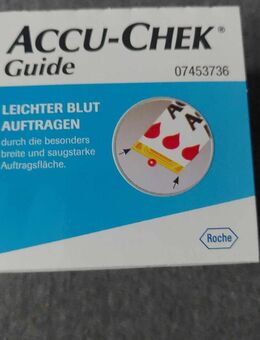 ACCU-CHEK®
Guide
07453736
LEICHTER BLUT
AUFTRAGEN
durch die besonders
breite und saugstarke
Auftragsfläche.
Roche